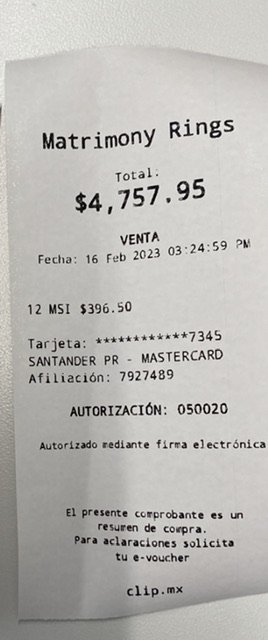 Matrimony Rings
Total:
$4,757.95
VENTA
Fecha: 16 Feb 2023 03:24:59 PM
12 MSI $396.50
Tarjeta: ************7345
SANTANDER PR - MASTERCARD
Afiliación: 7927489
AUTORIZACIÓN: 050020
Autorizado mediante firma electrónica
El presente comprobante es un
resumen de compra.
Para aclaraciones solicita
tu e-voucher
clip.mx